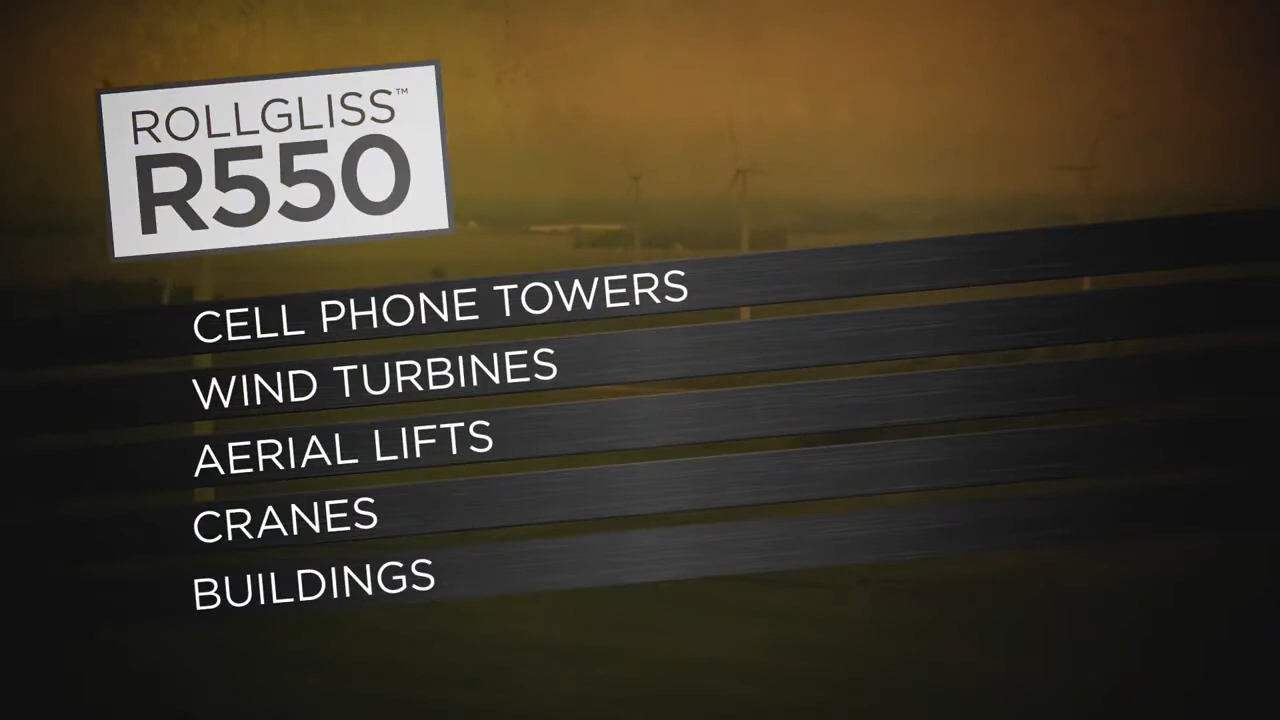 ROLLGLISS™
R550
CELL PHONE TOWERS
WIND TURBINES
AERIAL LIFTS
CRANES
BUILDINGS